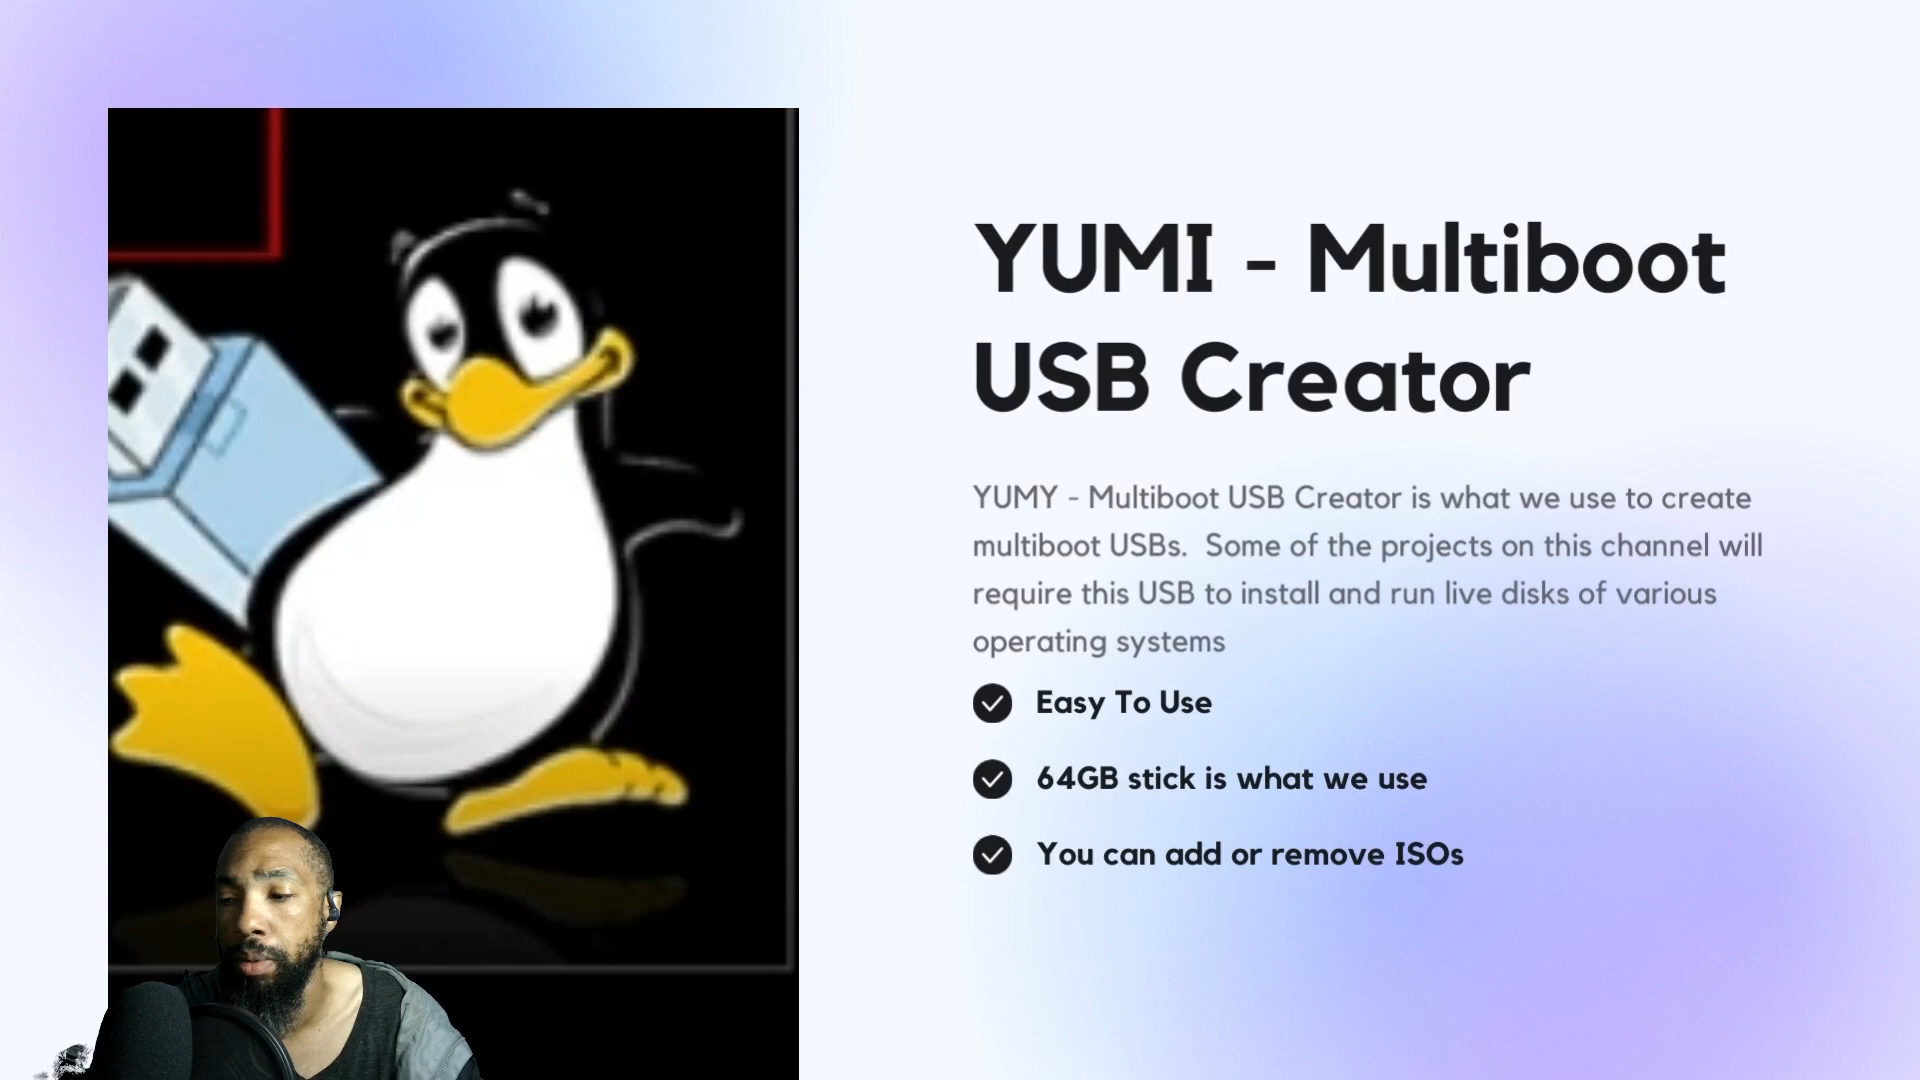 YUMI - Multiboot
USB Creator
YUMY - Multiboot USB Creator is what we use to create
multiboot USBs.  Some of the projects on this channel will
require this USB to install and run live disks of various
operating systems
Easy To Use
64GB stick is what we use
You can add or remove ISOs